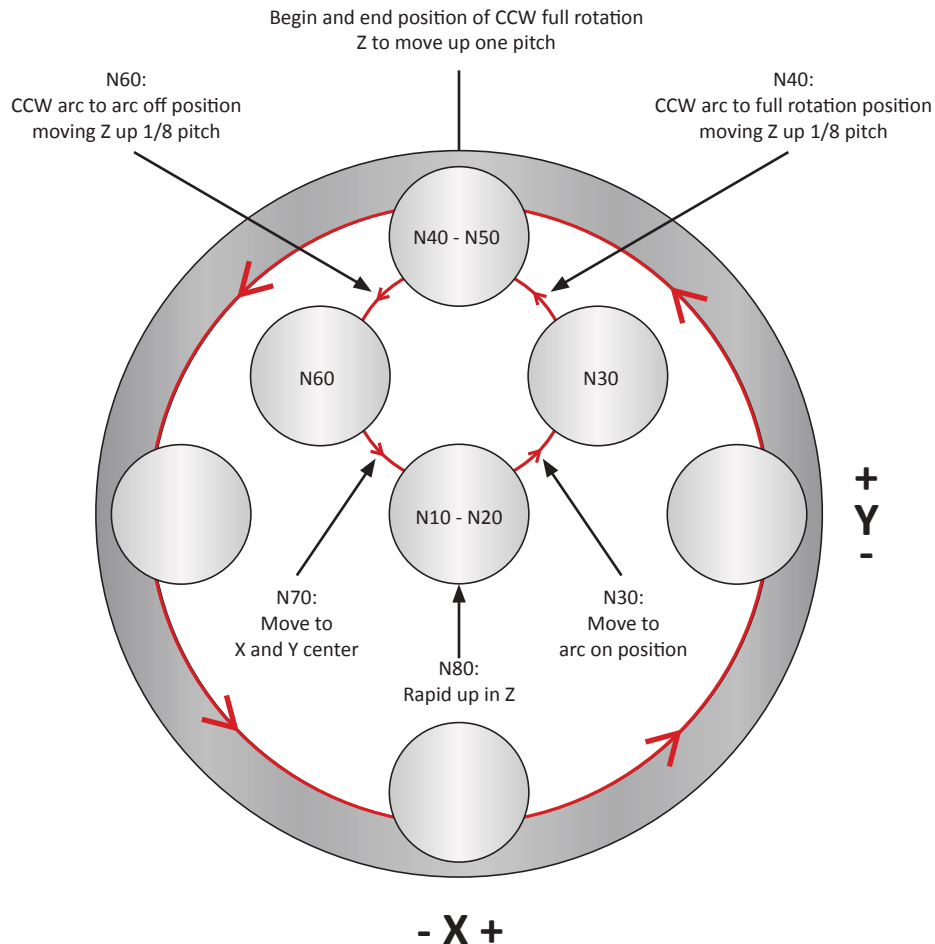 Begin and end position of CCW full rotation
Z to move up one pitch
N60:
CCW arc to arc off position
moving Z up 1/8 pitch
N40:
CCW arc to full rotation position
moving Z up 1/8 pitch
N40 - N50
N60
N30
N10 - N20
+
Y
-
N70:
Move to
X and Y center
N30:
Move to
arc on position
N80:
Rapid up in Z
- X +